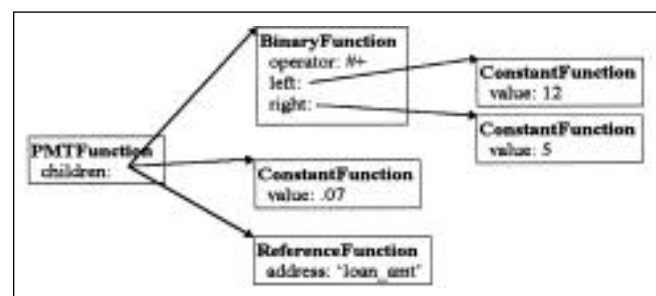 BinaryFunction
operator: #+
left:
right:
ConstantFunction
value: 12
ConstantFunction
value: 5
PMTFunction
children:
ConstantFunction
value: .07
ReferenceFunction
address: 'loan_amt'